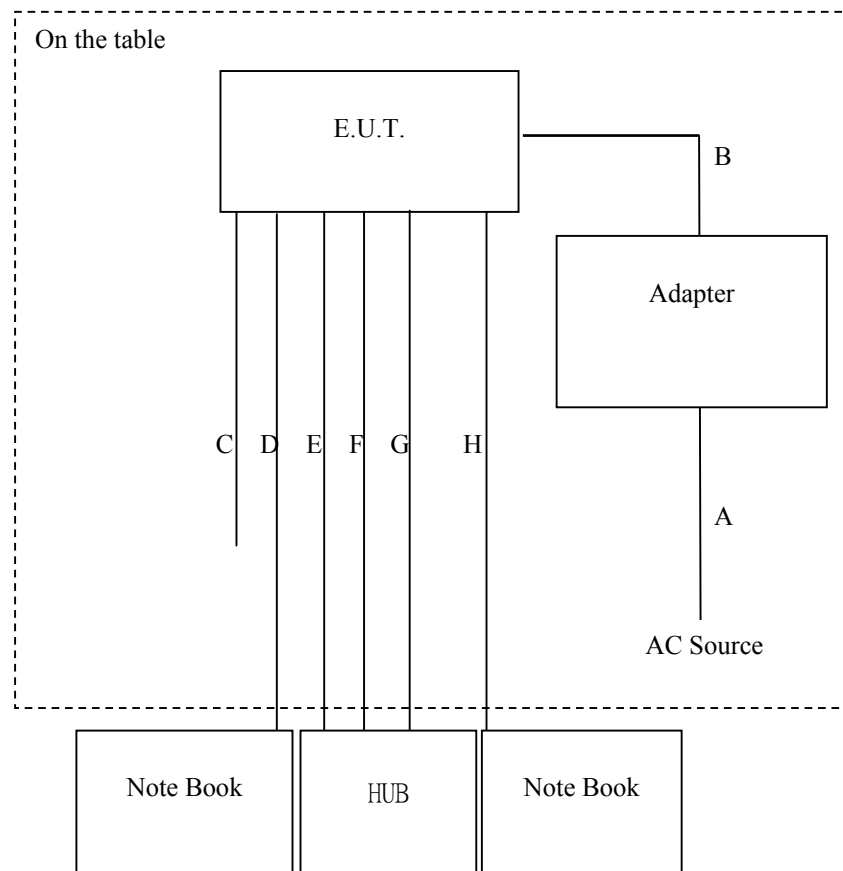 On the table
E.U.T.
B
Adapter
C D E F G H
A
AC Source
Note Book HUB Note Book